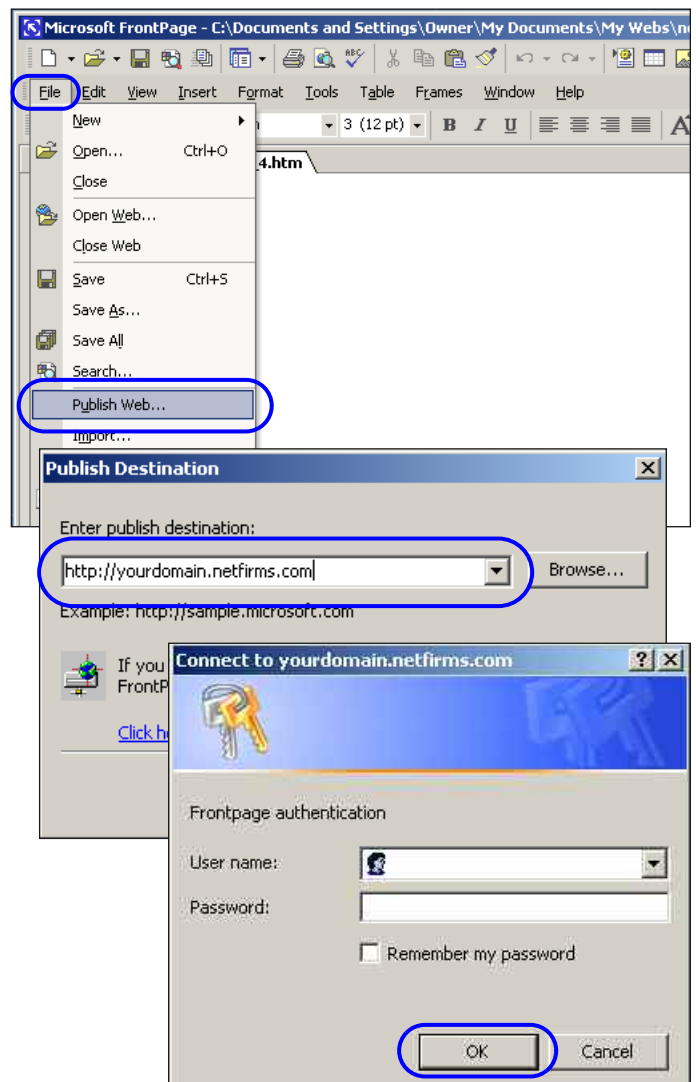 Microsoft FrontPage - C:\Documents and Settings\Owner\My Documents\My Webs\
File Edit View Insert Format Tools Table Frames Window Help
3 (12 pt) B I U
New
Open... Ctrl+O
_4.htm
Close
Open Web...
Close Web
Save Ctrl+S
Save As...
Save All
Search...
Publish Web...
Import...
Publish Destination
Enter publish destination:
http://yourdomain.netfirms.com
Browse...
Example: http://sample.microsoft.com
If you
FrontP
Click h
Connect to yourdomain.netfirms.com
Frontpage authentication
User name:
Password:
Remember my password
OK Cancel